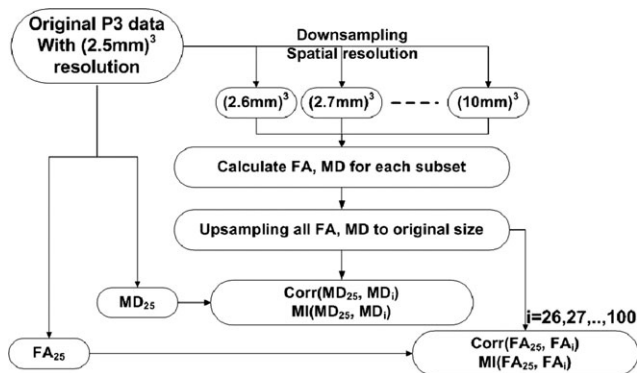 Original P3 data
With (2.5mm)³
resolution
Downsampling
Spatial resolution
(2.6mm)³
(2.7mm)³
(10mm)³
Calculate FA, MD for each subset
Upsampling all FA, MD to original size
MD₂₅
Corr(MD₂₅, MDᵢ)
MI(MD₂₅, MDᵢ)
i=26,27,..,100
FA₂₅
Corr(FA₂₅, FAᵢ)
MI(FA₂₅, FAᵢ)